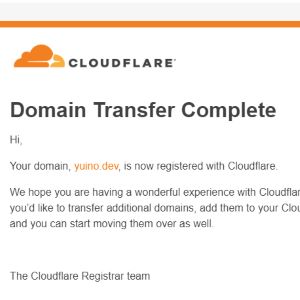 CLOUDFLARE
Domain Transfer Complete
Hi,
Your domain, yuino.dev, is now registered with Cloudflare.
We hope you are having a wonderful experience with Cloudflar
you'd like to transfer additional domains, add them to your Clou
and you can start moving them over as well.
The Cloudflare Registrar team